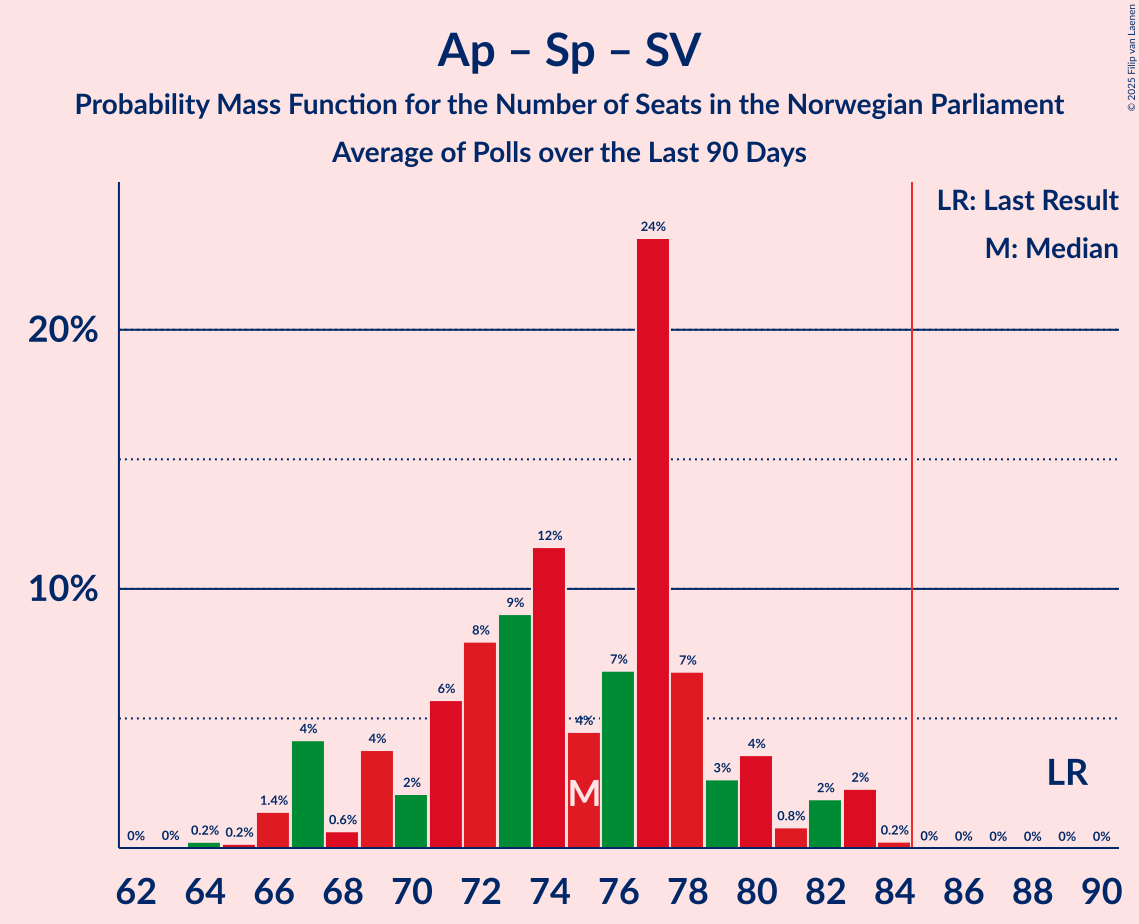 Ap – Sp – SV
Probability Mass Function for the Number of Seats in the Norwegian Parliament
Average of Polls over the Last 90 Days
© 2025 Filip van Laenen
LR: Last Result
M: Median
20%
10%
0% 0% 0.2% 0.2% 1.4% 4% 0.6% 4% 2% 6% 8% 9% 12% 4% 7% 24% 7% 3% 4% 0.8% 2% 2% 0.2% 0% 0% 0% 0% 0% 0%
M
LR
62 64 66 68 70 72 74 76 78 80 82 84 86 88 90